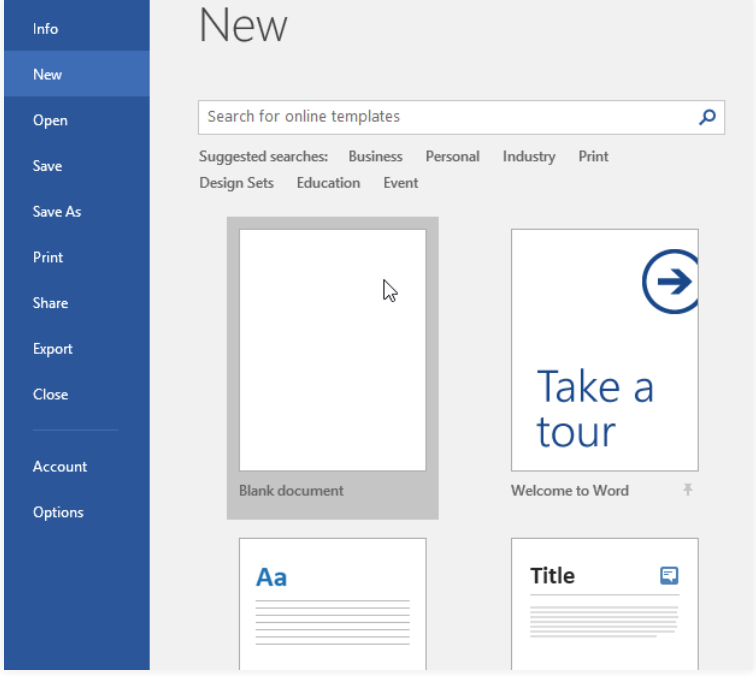 Info
New
Open
Save
Save As
Print
Share
Export
Close
Account
Options
New
Search for online templates
Suggested searches: Business Personal Industry Print
Design Sets Education Event
Take a
tour
Blank document
Welcome to Word
Aa
Title